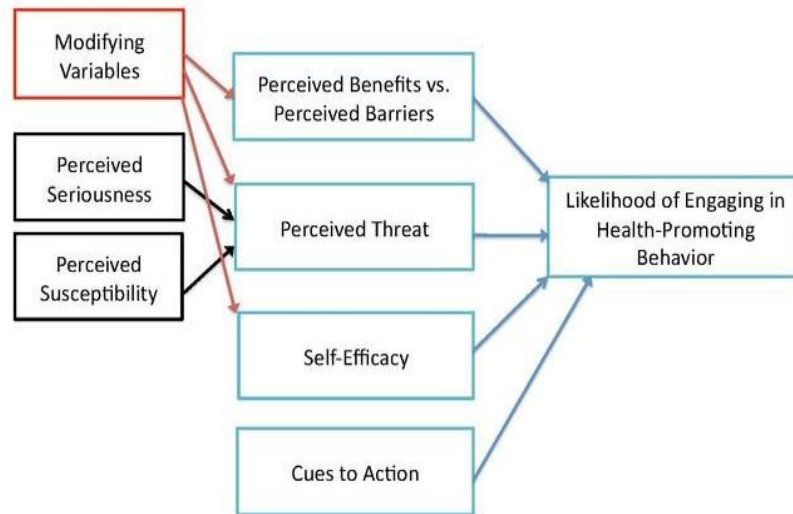 Modifying
Variables
Perceived Benefits vs.
Perceived Barriers
Perceived
Seriousness
Perceived Threat
Likelihood of Engaging in
Health-Promoting
Behavior
Perceived
Susceptibility
Self-Efficacy
Cues to Action